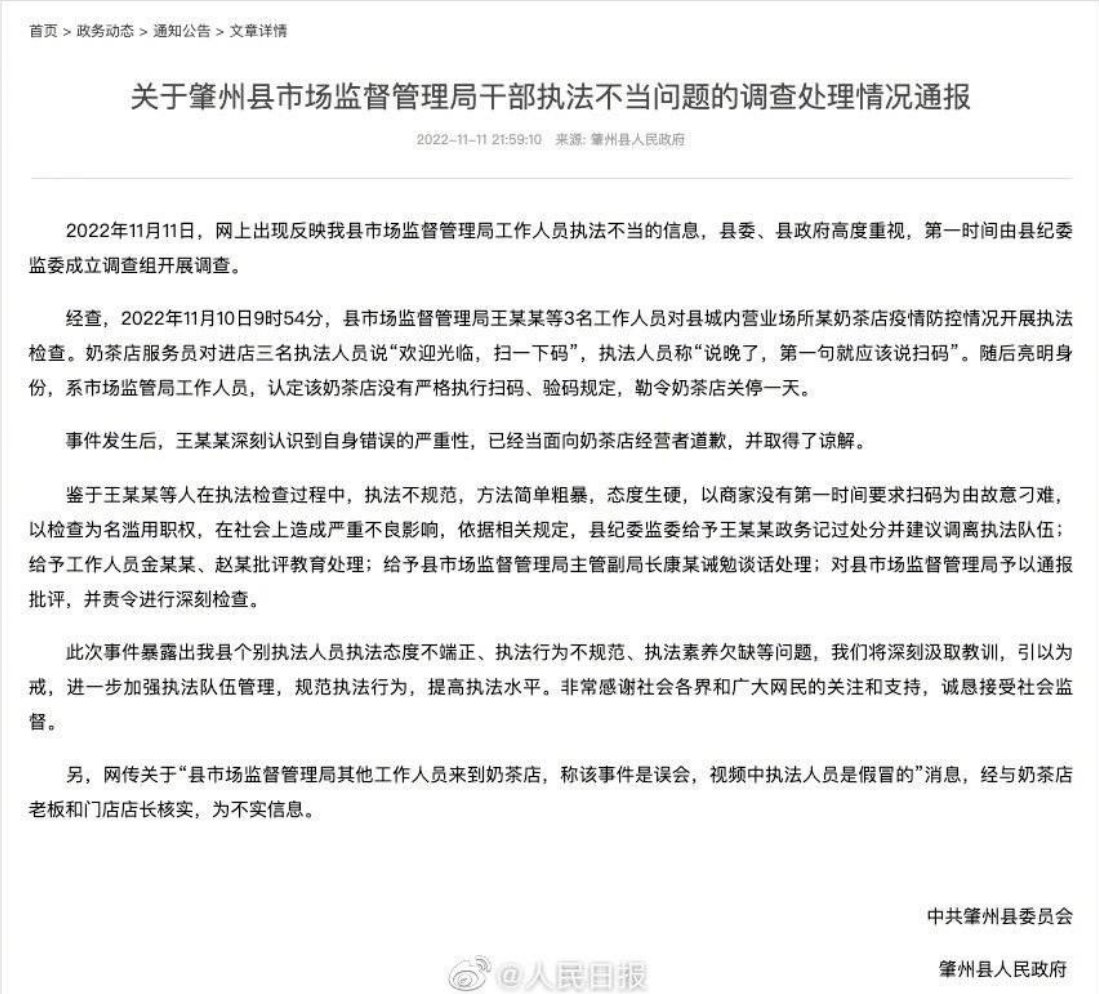 首页 > 政务动态 > 通知公告 > 文章详情
关于肇州县市场监督管理局干部执法不当问题的调查处理情况通报
2022-11-11 21:59:10 来源: 肇州县人民政府
2022年11月11日，网上出现反映我县市场监督管理局工作人员执法不当的信息，县委、县政府高度重视，第一时间由县纪委
监委成立调查组开展调查。
经查，2022年11月10日9时54分，县市场监督管理局王某某等3名工作人员对县城内营业场所某奶茶店疫情防控情况开展执法
检查。奶茶店服务员对进店三名执法人员说“欢迎光临，扫一下码”，执法人员称“说晚了，第一句就应该说扫码”。随后亮明身
份，系市场监管局工作人员，认定该奶茶店没有严格执行扫码、验码规定，勒令奶茶店关停一天。
事件发生后，王某某深刻认识到自身错误的严重性，已经当面向奶茶店经营者道歉，并取得了谅解。
鉴于王某某等人在执法检查过程中，执法不规范，方法简单粗暴，态度生硬，以商家没有第一时间要求扫码为由故意刁难，
以检查为名滥用职权，在社会上造成严重不良影响，依据相关规定，县纪委监委给予王某某政务记过处分并建议调离执法队伍；
给予工作人员金某某、赵某批评教育处理；给予县市场监督管理局主管副局长康某诫勉谈话处理；对县市场监督管理局予以通报
批评，并责令进行深刻检查。
此次事件暴露出我县个别执法人员执法态度不端正、执法行为不规范、执法素养欠缺等问题，我们将深刻汲取教训，引以为
戒，进一步加强执法队伍管理，规范执法行为，提高执法水平。非常感谢社会各界和广大网民的关注和支持，诚恳接受社会监
督。
另，网传关于“县市场监督管理局其他工作人员来到奶茶店，称该事件是误会，视频中执法人员是假冒的”消息，经与奶茶店
老板和门店店长核实，为不实信息。
中共肇州县委员会
肇州县人民政府
@人民日报